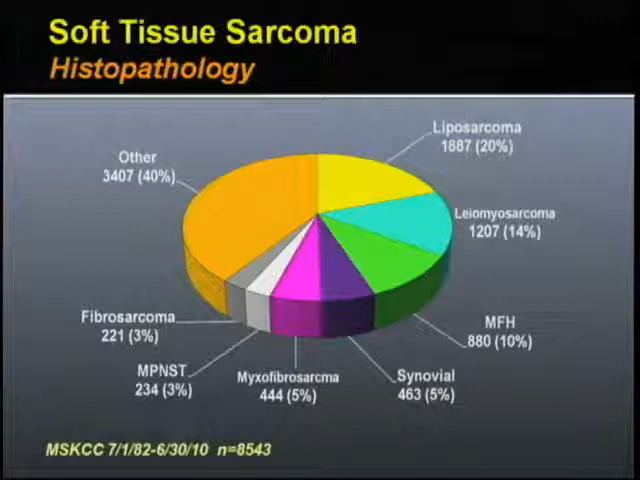 Soft Tissue Sarcoma
Histopathology
Liposarcoma
1687 (20%)
Other
3407 (40%)
Leiomyosarcoma
1207 (14%)
Fibrosarcoma
221 (3%)
MFH
880 (10%)
MPNST
234 (3%)
Myxofibrosarcma
444 (5%)
Synovial
463 (5%)
MSKCC 7/1/82-6/30/10 n=8543